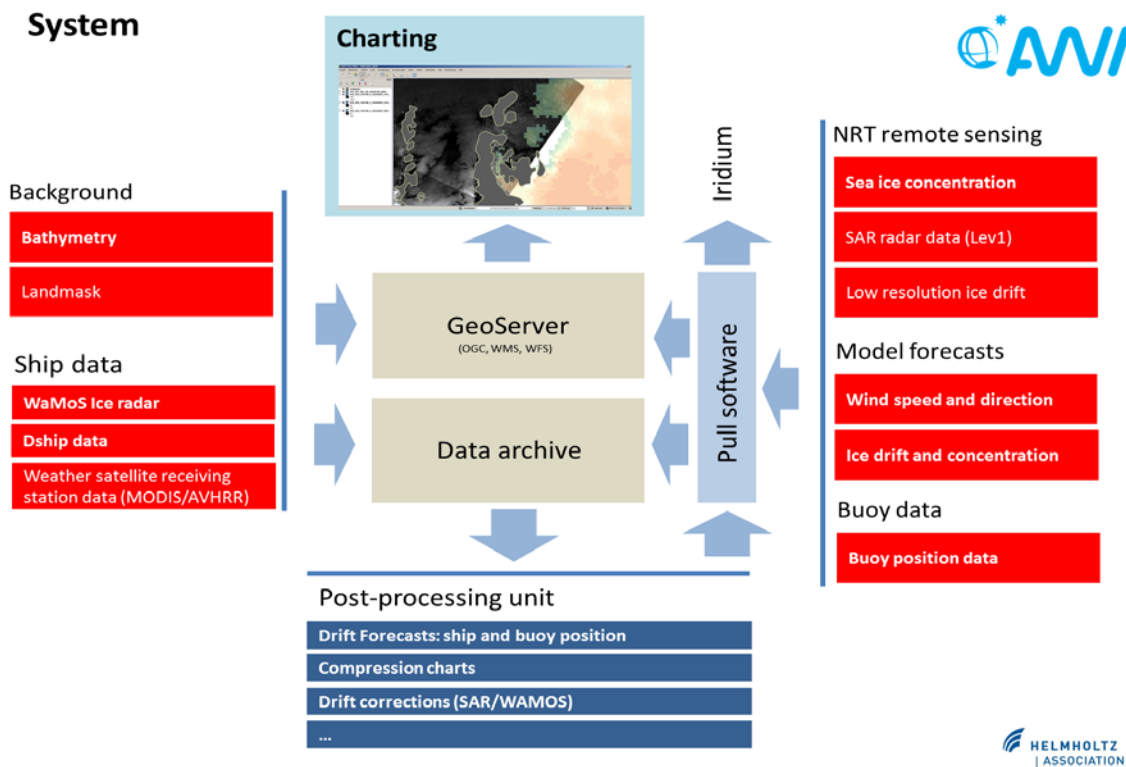 System
Charting
AWI
Background
Bathymetry
Landmask
Ship data
WaMoS Ice radar
Dship data
Weather satellite receiving
station data (MODIS/AVHRR)
GeoServer
(OGC, WMS, WFS)
Data archive
Iridium
Pull software
NRT remote sensing
Sea ice concentration
SAR radar data (Lev1)
Low resolution ice drift
Model forecasts
Wind speed and direction
Ice drift and concentration
Buoy data
Buoy position data
Post-processing unit
Drift Forecasts: ship and buoy position
Compression charts
Drift corrections (SAR/WAMOS)
...
HELMHOLTZ
| ASSOCIATION